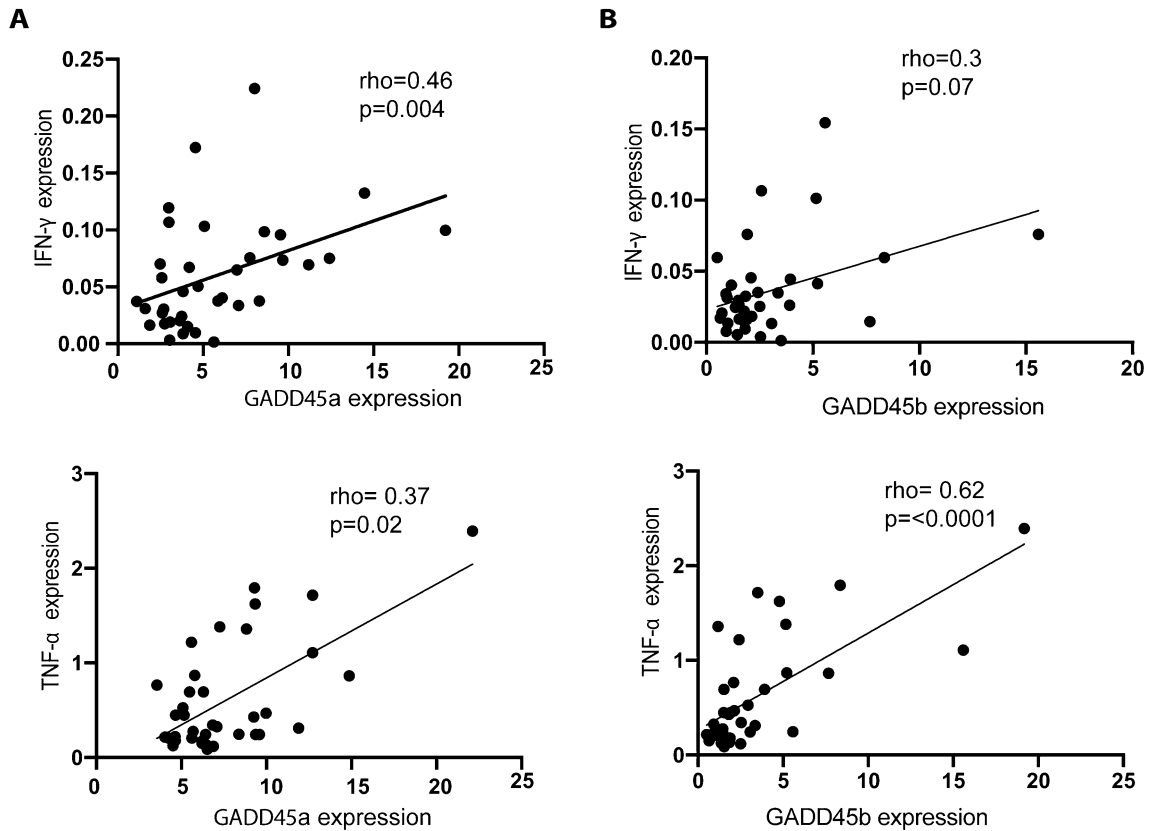 A
IFN-γ expression
0.25
0.20
0.15
0.10
0.05
0.00
rho=0.46
p=0.004
0 5 10 15 20 25
GADD45a expression
B
IFN-γ expression
0.20
0.15
0.10
0.05
0.00
rho=0.3
p=0.07
0 5 10 15 20
GADD45b expression
TNF-α expression
3
2
1
0
rho= 0.37
p=0.02
0 5 10 15 20 25
GADD45a expression
TNF-α expression
3
2
1
0
rho= 0.62
p=<0.0001
0 5 10 15 20 25
GADD45b expression